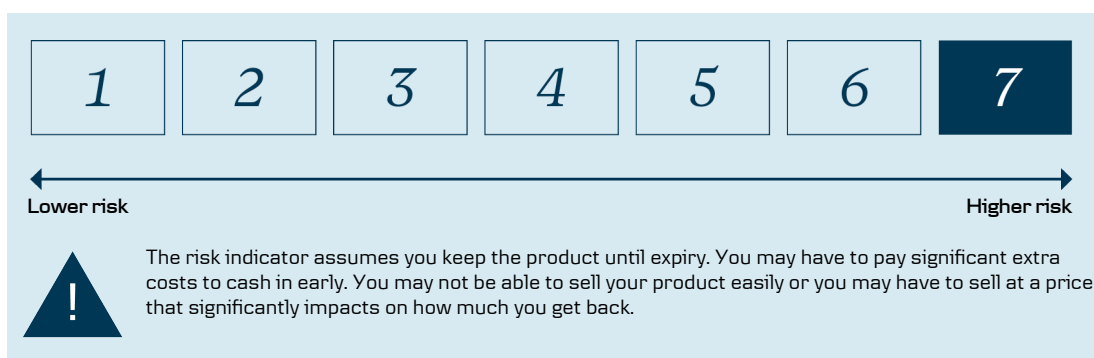 1 2 3 4 5 6 7
Lower risk Higher risk
!
The risk indicator assumes you keep the product until expiry. You may have to pay significant extra
costs to cash in early. You may not be able to sell your product easily or you may have to sell at a price
that significantly impacts on how much you get back.